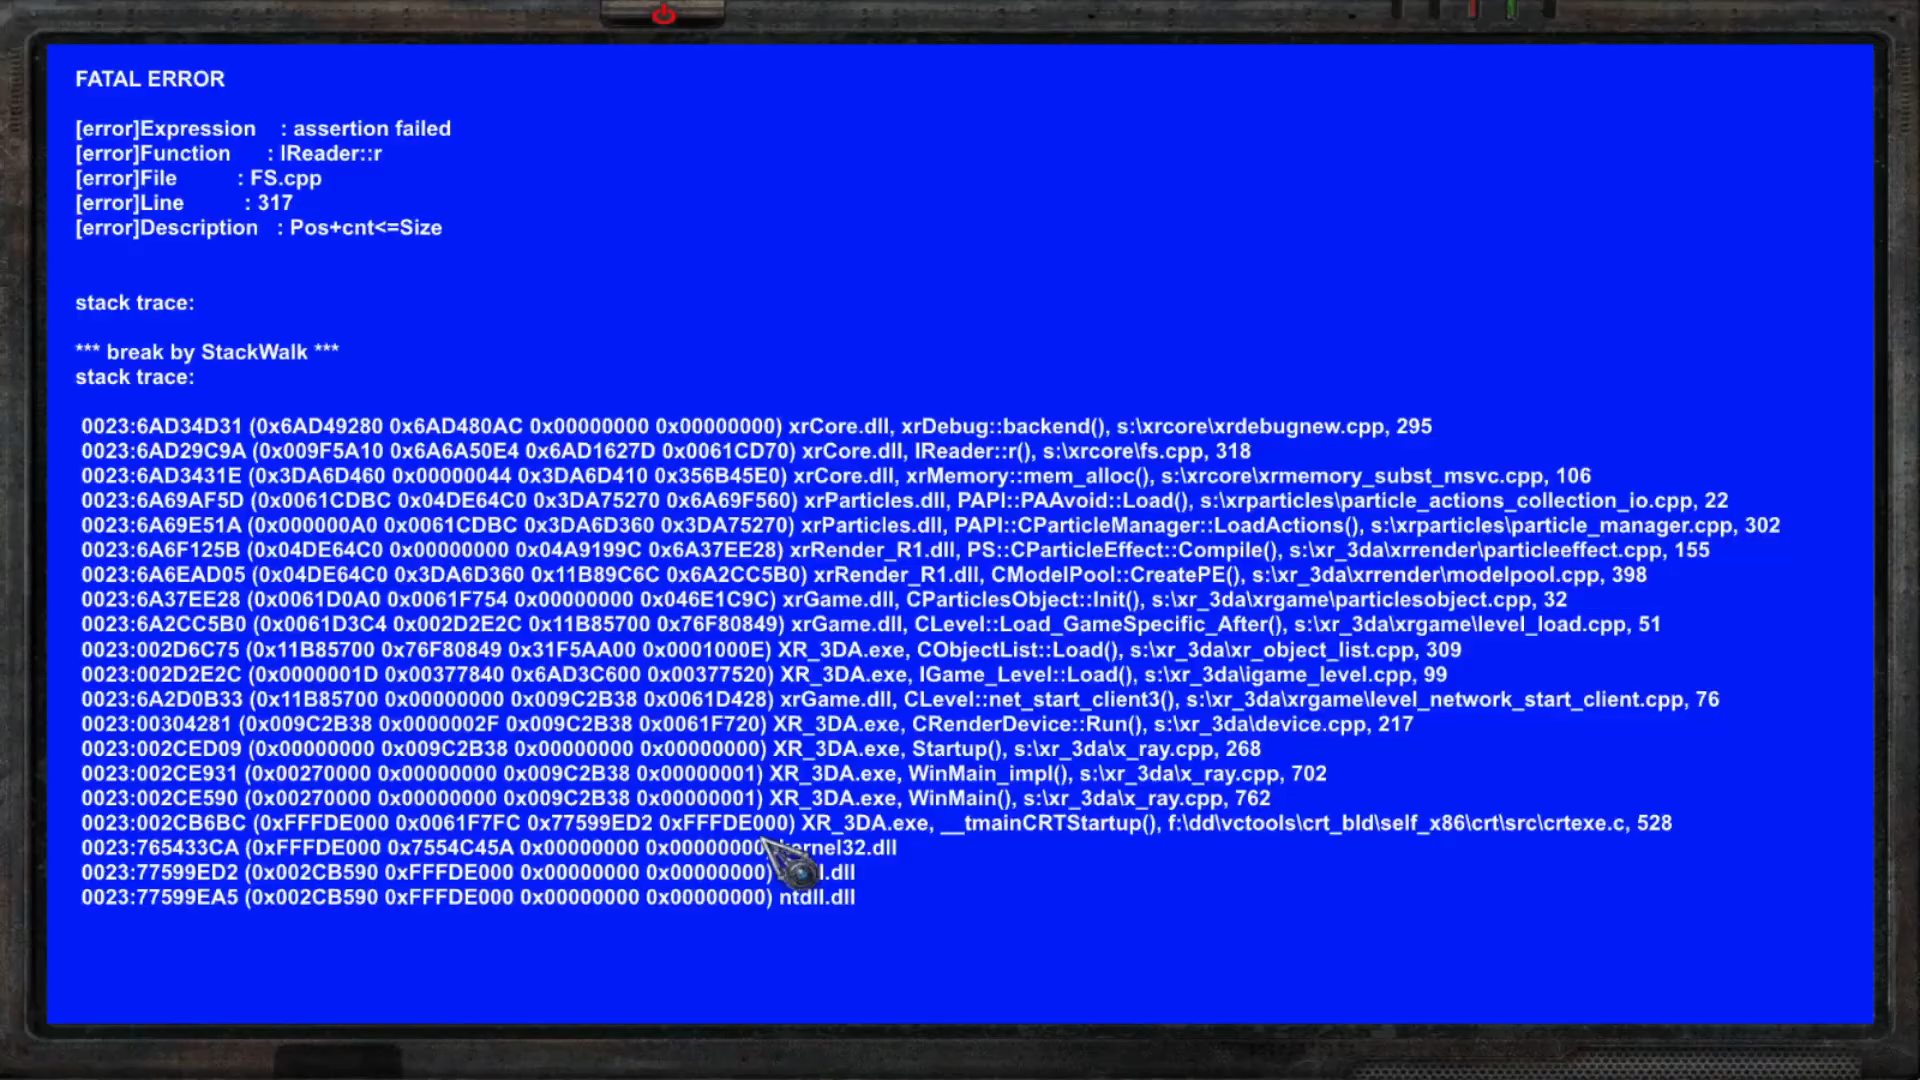 FATAL ERROR
[error]Expression : assertion failed
[error]Function : IReader::r
[error]File : FS.cpp
[error]Line : 317
[error]Description : Pos+cnt<=Size
stack trace:
*** break by StackWalk ***
stack trace:
0023:6AD34D31 (0x6AD49280 0x6AD480AC 0x00000000 0x00000000) xrCore.dll, xrDebug::backend(), s:\xrcore\xrdebugnew.cpp, 295
0023:6AD29C9A (0x009F5A10 0x6A6A50E4 0x6AD1627D 0x0061CD70) xrCore.dll, IReader::r(), s:\xrcore\fs.cpp, 318
0023:6AD3431E (0x3DA6D460 0x00000044 0x3DA6D410 0x356B45E0) xrCore.dll, xrMemory::mem_alloc(), s:\xrcore\xrmemory_subst_msvc.cpp, 106
0023:6A69AF5D (0x0061CDBC 0x04DE64C0 0x3DA75270 0x6A69F560) xrParticles.dll, PAPI::PAAvoid::Load(), s:\xrparticles\particle_actions_collection_io.cpp, 22
0023:6A69E51A (0x000000A0 0x0061CDBC 0x3DA6D360 0x3DA75270) xrParticles.dll, PAPI::CParticleManager::LoadActions(), s:\xrparticles\particle_manager.cpp, 302
0023:6A6F125B (0x04DE64C0 0x00000000 0x04A9199C 0x6A37EE28) xrRender_R1.dll, PS::CParticleEffect::Compile(), s:\xr_3da\xrrender\particleeffect.cpp, 155
0023:6A6EAD05 (0x04DE64C0 0x3DA6D360 0x11B89C6C 0x6A2CC5B0) xrRender_R1.dll, CModelPool::CreatePE(), s:\xr_3da\xrrender\modelpool.cpp, 398
0023:6A37EE28 (0x0061D0A0 0x0061F754 0x00000000 0x046E1C9C) xrGame.dll, CParticlesObject::Init(), s:\xr_3da\xrgame\particlesobject.cpp, 32
0023:6A2CC5B0 (0x0061D3C4 0x002D2E2C 0x11B85700 0x76F80849) xrGame.dll, CLevel::Load_GameSpecific_After(), s:\xr_3da\xrgame\level_load.cpp, 51
0023:002D6C75 (0x11B85700 0x76F80849 0x31F5AA00 0x0001000E) XR_3DA.exe, CObjectList::Load(), s:\xr_3da\xr_object_list.cpp, 309
0023:002D2E2C (0x0000001D 0x00377840 0x6AD3C600 0x00377520) XR_3DA.exe, IGame_Level::Load(), s:\xr_3da\igame_level.cpp, 99
0023:6A2D0B33 (0x11B85700 0x00000000 0x009C2B38 0x0061D428) xrGame.dll, CLevel::net_start_client3(), s:\xr_3da\xrgame\level_network_start_client.cpp, 76
0023:00304281 (0x009C2B38 0x0000002F 0x009C2B38 0x0061F720) XR_3DA.exe, CRenderDevice::Run(), s:\xr_3da\device.cpp, 217
0023:002CED09 (0x00000000 0x009C2B38 0x00000000 0x00000000) XR_3DA.exe, Startup(), s:\xr_3da\x_ray.cpp, 268
0023:002CE931 (0x00270000 0x00000000 0x009C2B38 0x00000001) XR_3DA.exe, WinMain_impl(), s:\xr_3da\x_ray.cpp, 702
0023:002CE590 (0x00270000 0x00000000 0x009C2B38 0x00000001) XR_3DA.exe, WinMain(), s:\xr_3da\x_ray.cpp, 762
0023:002CB6BC (0xFFFDE000 0x0061F7FC 0x77599ED2 0xFFFDE000) XR_3DA.exe, __tmainCRTStartup(), f:\dd\vctools\crt_bld\self_x86\crt\src\crtexe.c, 528
0023:765433CA (0xFFFDE000 0x7554C45A 0x00000000 0x00000000) kernel32.dll
0023:77599ED2 (0x002CB590 0xFFFDE000 0x00000000 0x00000000)
0023:77599EA5 (0x002CB590 0xFFFDE000 0x00000000 0x00000000) ntdll.dll